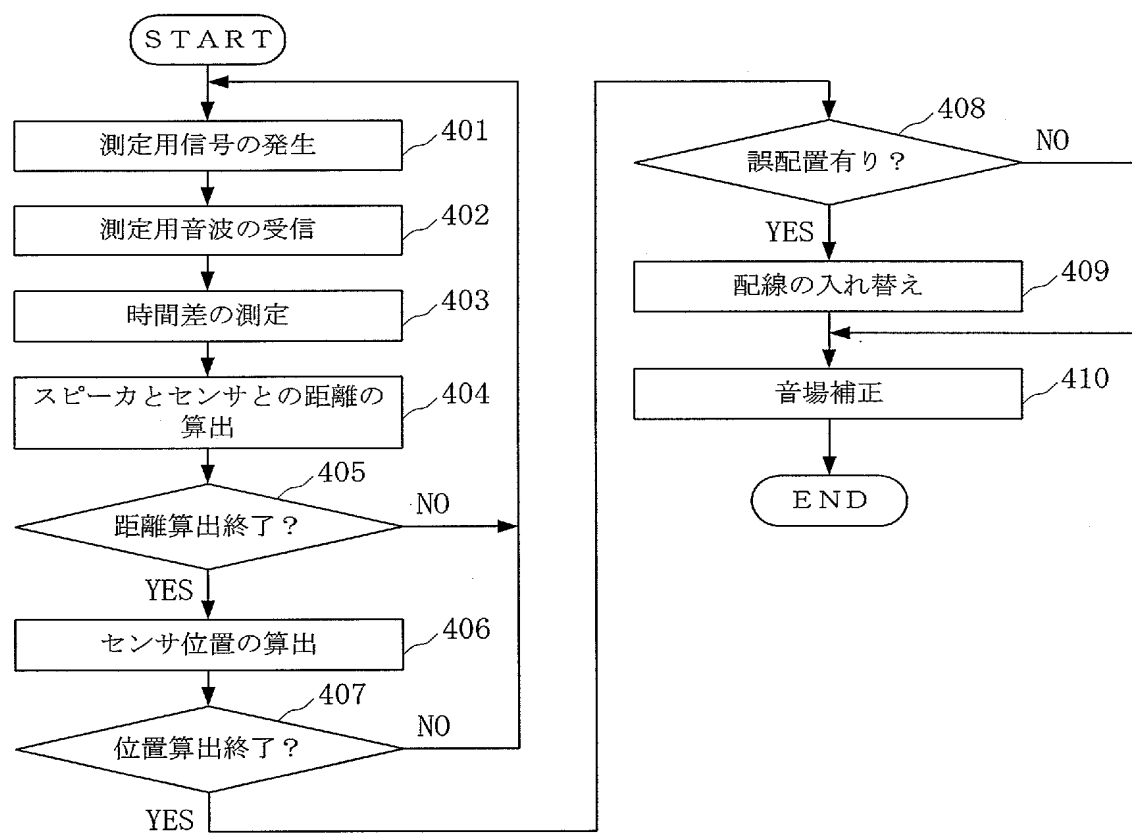 ＳＴＡＲＴ
測定用信号の発生
401
測定用音波の受信
402
時間差の測定
403
スピーカとセンサとの距離の
算出
404
405
距離算出終了？
NO
YES
センサ位置の算出
406
407
位置算出終了？
NO
YES
408
誤配置有り？
NO
YES
配線の入れ替え
409
音場補正
410
ＥＮＤ